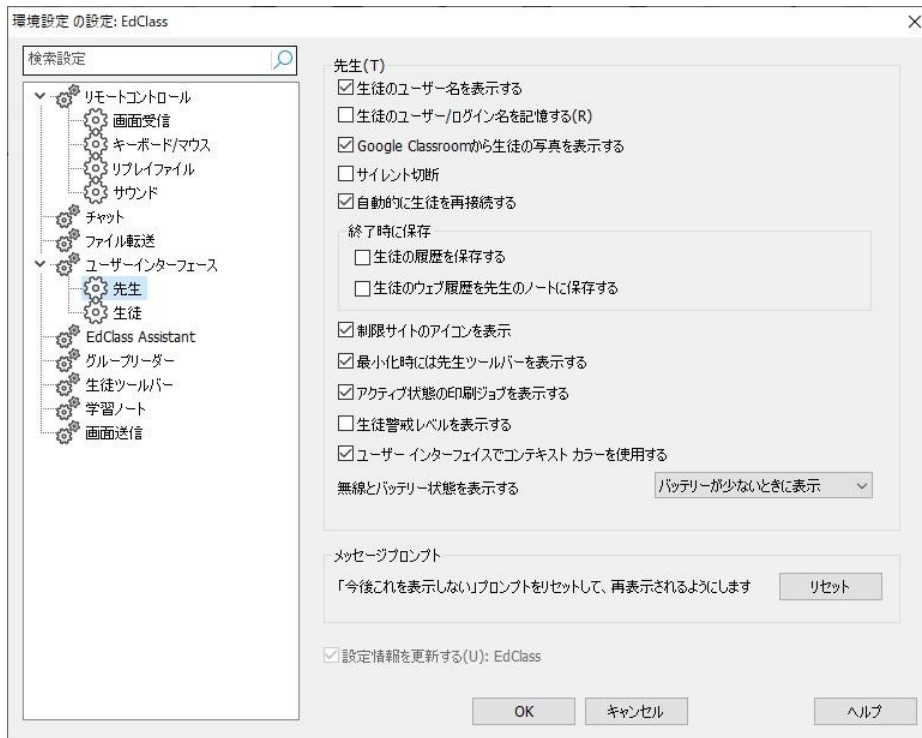 環境設定 の設定: EdClass
検索設定
リモートコントロール
画面受信
キーボード/マウス
リプレイファイル
サウンド
チャット
ファイル転送
ユーザーインターフェース
先生
生徒
EdClass Assistant
グループリーダー
生徒ツールバー
学習ノート
画面送信
先生(T)
生徒のユーザー名を表示する
生徒のユーザー/ログイン名を記憶する(R)
Google Classroomから生徒の写真を表示する
サイレント切断
自動的に生徒を再接続する
終了時に保存
生徒の履歴を保存する
生徒のウェブ履歴を先生のノートに保存する
制限サイトのアイコンを表示
最小化時には先生ツールバーを表示する
アクティブ状態の印刷ジョブを表示する
生徒警戒レベルを表示する
ユーザー インターフェイスでコンテキスト カラーを使用する
無線とバッテリー状態を表示する
バッテリーが少ないときに表示
メッセージプロンプト
「今後これを表示しない」プロンプトをリセットして、再表示されるようにします
リセット
設定情報を更新する(U): EdClass
OK
キャンセル
ヘルプ